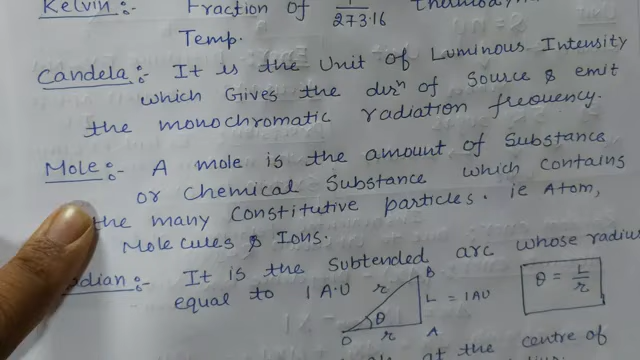 Kelvin :- Fraction of 1/273.16
Temp.
Candela :- It is the Unit of Luminous Intensity
which Gives the dirⁿ of Source & emit
the monochromatic radiation frequency.
Mole :- A mole is the amount of Substance
or Chemical Substance which contains
the many Constitutive particles. ie Atom,
Molecules & Ions.
It is the Subtended arc whose radius
equal to 1 A.U
r
B
L = 1AU
θ = L/r
θ
O
r
A
at the centre of